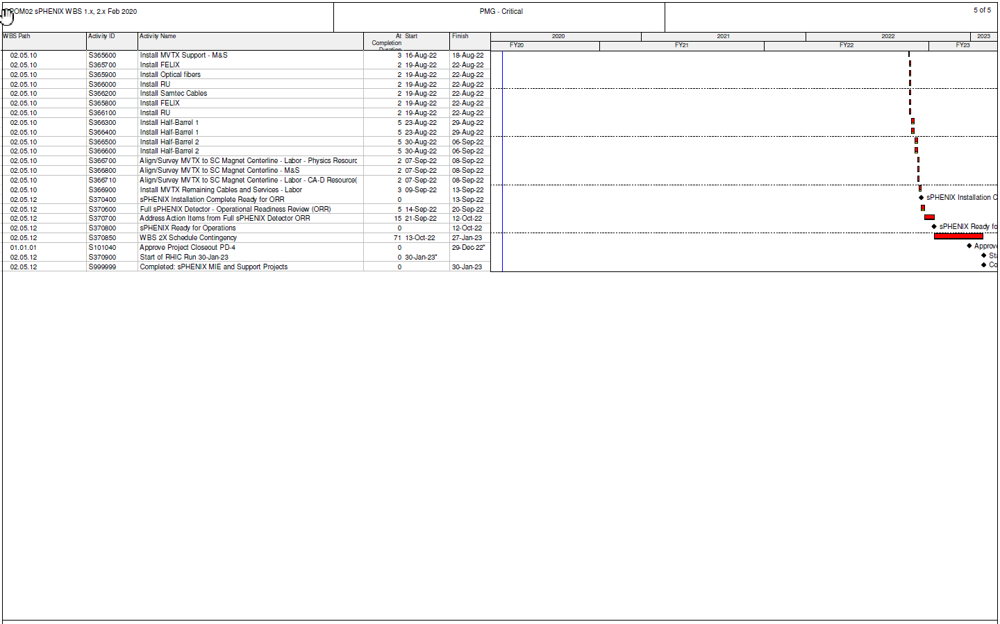 POM02 sPHENIX WBS 1.x, 2.x Feb 2020 PMG - Critical 5 of 5
WBS Path Activity ID Activity Name At Completion Duration Start Finish 2020 2021 2022 2023
FY20 FY21 FY22 FY23
02.05.10 S365600 Install MVTX Support - M&S 3 16-Aug-22 18-Aug-22
02.05.10 S365700 Install FELIX 2 19-Aug-22 22-Aug-22
02.05.10 S365900 Install Optical fibers 2 19-Aug-22 22-Aug-22
02.05.10 S366000 Install RU 2 19-Aug-22 22-Aug-22
02.05.10 S366200 Install Samtec Cables 2 19-Aug-22 22-Aug-22
02.05.10 S365800 Install FELIX 2 19-Aug-22 22-Aug-22
02.05.10 S366100 Install RU 2 19-Aug-22 22-Aug-22
02.05.10 S366300 Install Half-Barrel 1 5 23-Aug-22 29-Aug-22
02.05.10 S366400 Install Half-Barrel 1 5 23-Aug-22 29-Aug-22
02.05.10 S366500 Install Half-Barrel 2 5 30-Aug-22 06-Sep-22
02.05.10 S366600 Install Half-Barrel 2 5 30-Aug-22 06-Sep-22
02.05.10 S366700 Align/Survey MVTX to SC Magnet Centerline - Labor - Physics Resourc 2 07-Sep-22 08-Sep-22
02.05.10 S366800 Align/Survey MVTX to SC Magnet Centerline - M&S 2 07-Sep-22 08-Sep-22
02.05.10 S366710 Align/Survey MVTX to SC Magnet Centerline - Labor - CA-D Resource( 2 07-Sep-22 08-Sep-22
02.05.10 S366900 Install MVTX Remaining Cables and Services - Labor 3 09-Sep-22 13-Sep-22
02.05.12 S370400 sPHENIX Installation Complete Ready for ORR 0 13-Sep-22 sPHENIX Installation C
02.05.12 S370600 Full sPHENIX Detector - Operational Readiness Review (ORR) 5 14-Sep-22 20-Sep-22
02.05.12 S370700 Address Action Items from Full sPHENIX Detector ORR 15 21-Sep-22 12-Oct-22
02.05.12 S370800 sPHENIX Ready for Operations 0 12-Oct-22 sPHENIX Ready fo
02.05.12 S370850 WBS 2X Schedule Contingency 71 13-Oct-22 27-Jan-23
01.01.01 S101040 Approve Project Closeout PD-4 0 29-Dec-22* Approv
02.05.12 S370900 Start of RHIC Run 30-Jan-23 0 30-Jan-23* Sta
02.05.12 S999999 Completed: sPHENIX MIE and Support Projects 0 30-Jan-23 Co